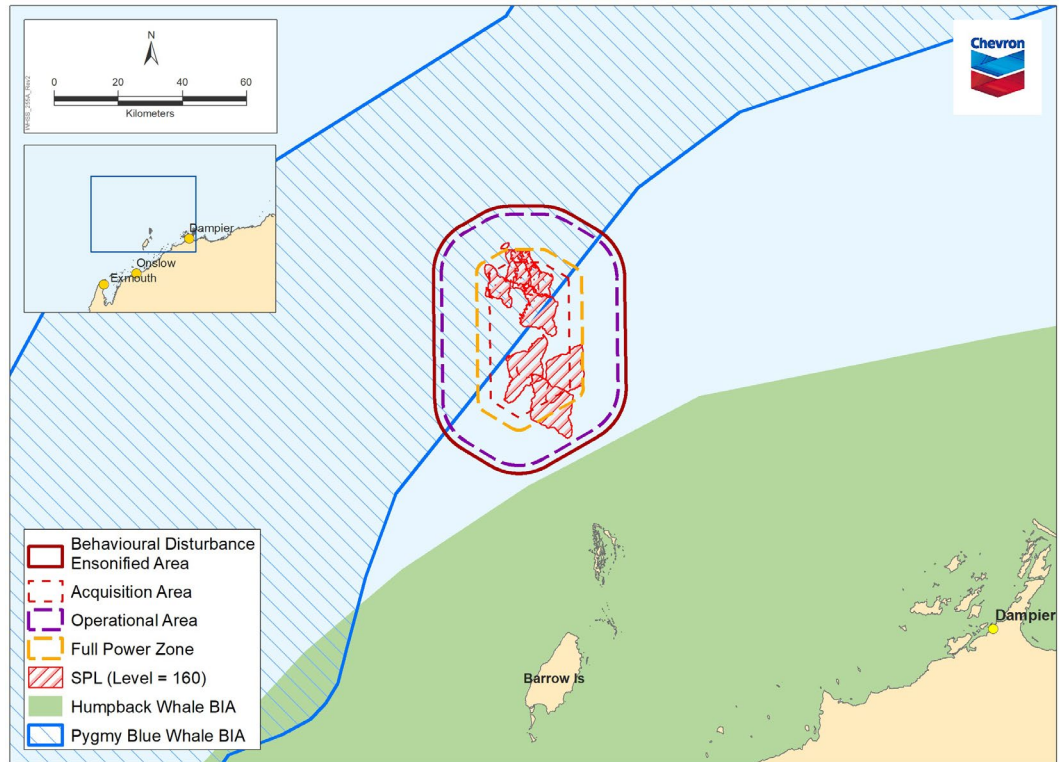 N
0 20 40 60
Kilometers
Chevron
Dampier
Onslow
Exmouth
Behavioural Disturbance
Ensonified Area
Acquisition Area
Operational Area
Full Power Zone
SPL (Level = 160)
Humpback Whale BIA
Pygmy Blue Whale BIA
Barrow Is
Dampier